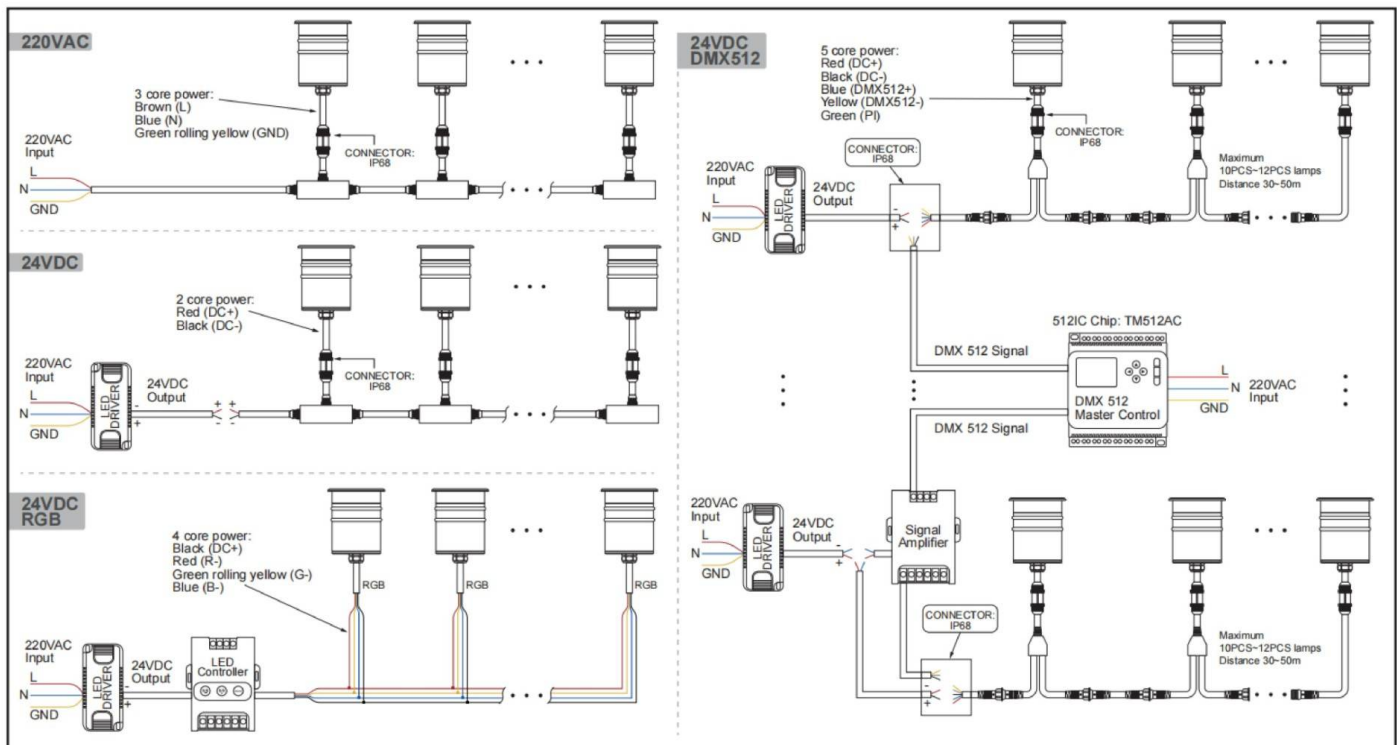 220VAC
3 core power:
Brown (L)
Blue (N)
Green rolling yellow (GND)
CONNECTOR:
IP68
220VAC
Input
L
N
GND
24VDC
2 core power:
Red (DC+)
Black (DC-)
CONNECTOR:
IP68
220VAC
Input
L
N
GND
LED
DRIVER
24VDC
Output
-
+
+ +
- -
24VDC
RGB
4 core power:
Black (DC+)
Red (R-)
Green rolling yellow (G-)
Blue (B-)
RGB
RGB
RGB
220VAC
Input
L
N
GND
LED
DRIVER
24VDC
Output
-
+
LED
Controller
24VDC
DMX512
5 core power:
Red (DC+)
Black (DC-)
Blue (DMX512+)
Yellow (DMX512-)
Green (PI)
CONNECTOR:
IP68
CONNECTOR:
IP68
Maximum
10PCS~12PCS lamps
Distance 30~50m
220VAC
Input
L
N
GND
LED
DRIVER
24VDC
Output
-
+
512IC Chip: TM512AC
DMX 512 Signal
DMX 512
Master Control
L
N
GND
220VAC
Input
DMX 512 Signal
220VAC
Input
L
N
GND
LED
DRIVER
24VDC
Output
-
+
Signal
Amplifier
CONNECTOR:
IP68
-
+
Maximum
10PCS~12PCS lamps
Distance 30~50m